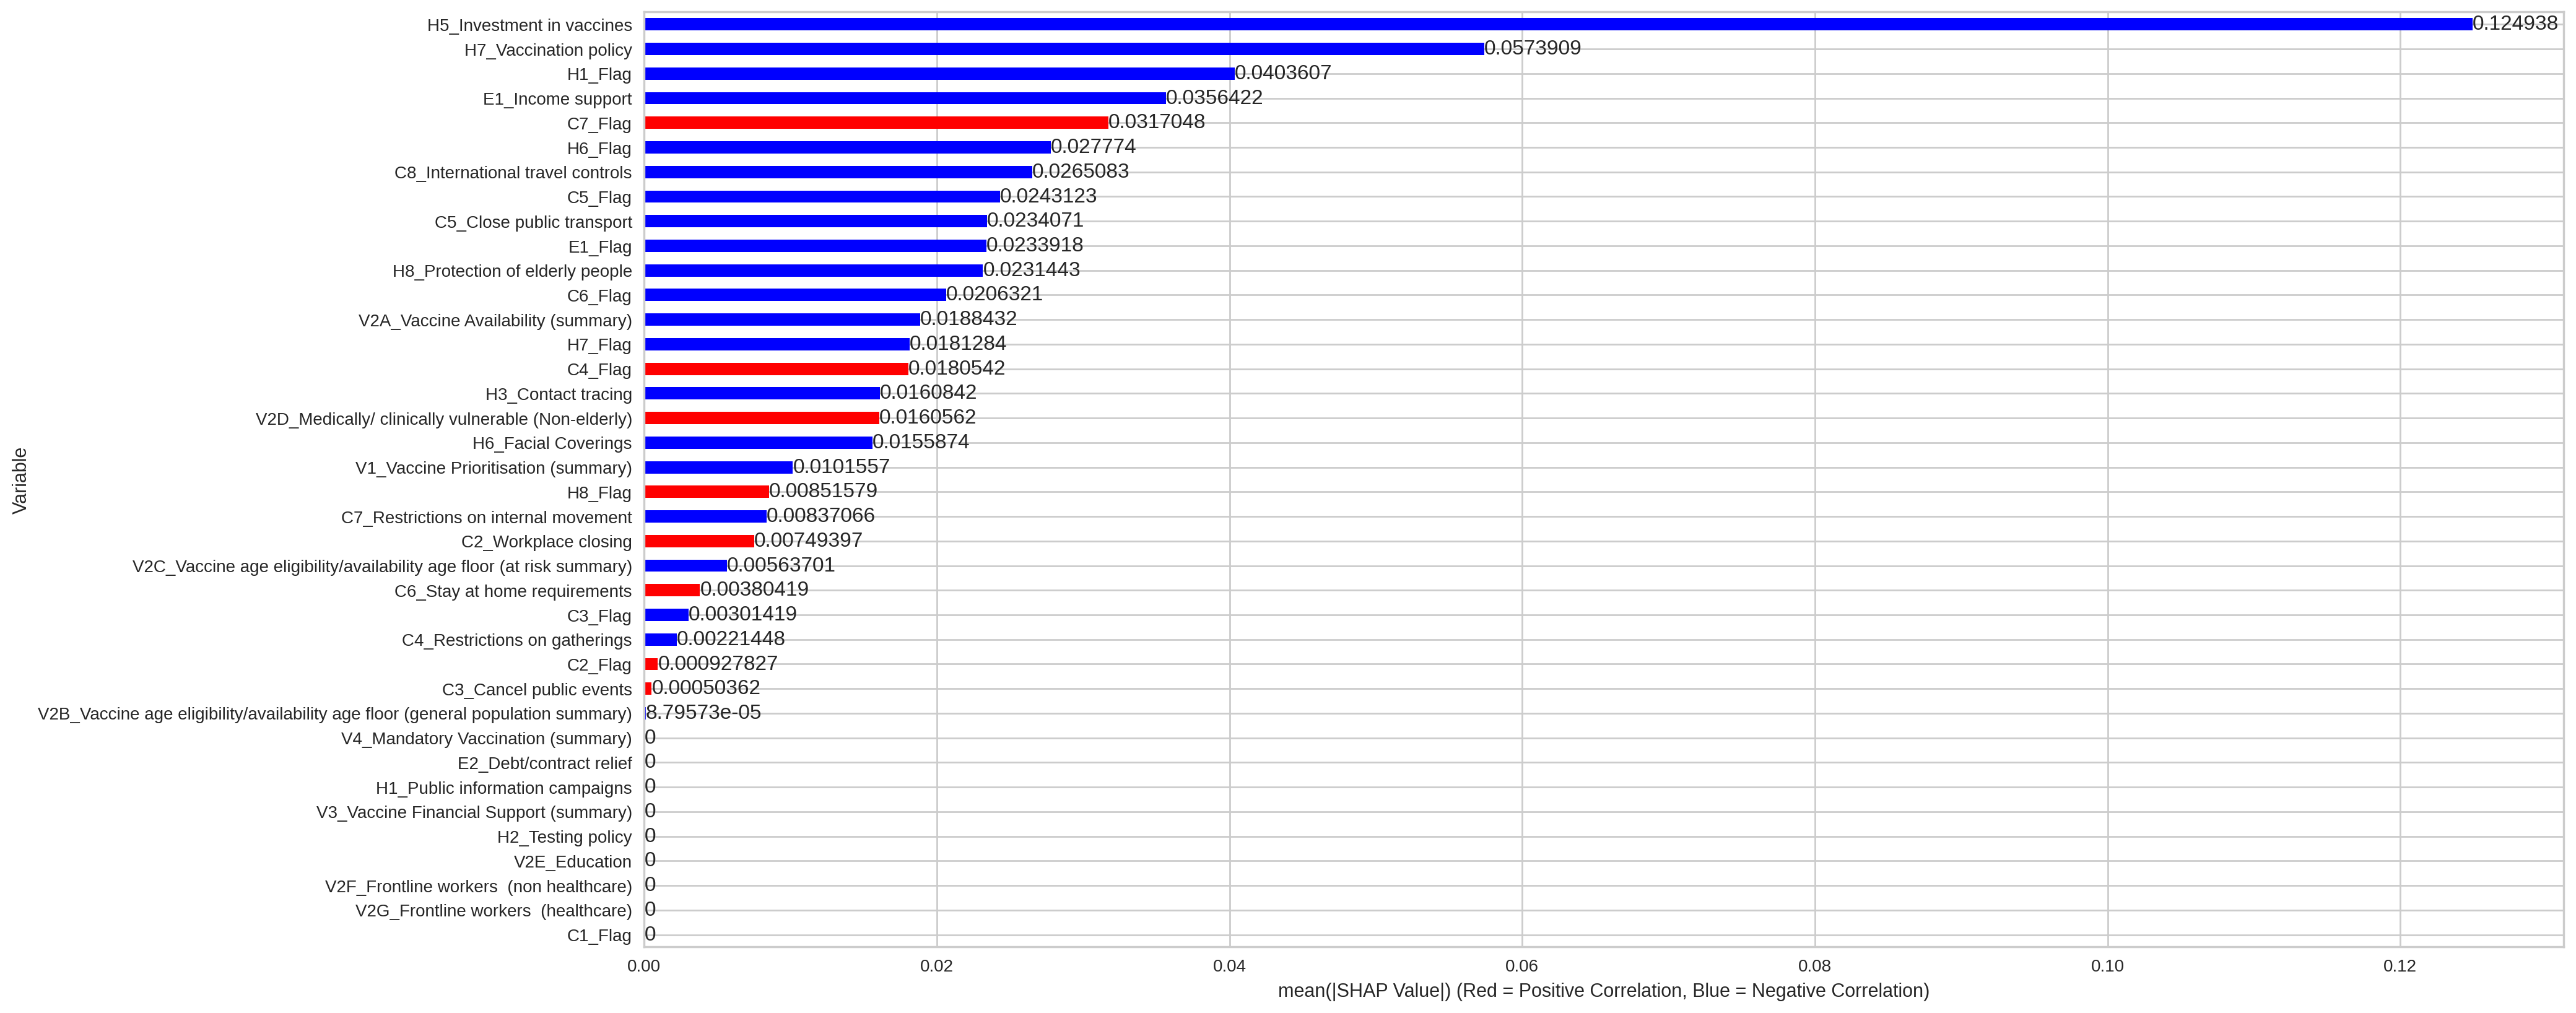 H5_Investment in vaccines 0.124938
H7_Vaccination policy 0.0573909
H1_Flag 0.0403607
E1_Income support 0.0356422
C7_Flag 0.0317048
H6_Flag 0.027774
C8_International travel controls 0.0265083
C5_Flag 0.0243123
C5_Close public transport 0.0234071
E1_Flag 0.0233918
H8_Protection of elderly people 0.0231443
C6_Flag 0.0206321
V2A_Vaccine Availability (summary) 0.0188432
H7_Flag 0.0181284
C4_Flag 0.0180542
H3_Contact tracing 0.0160842
V2D_Medically/ clinically vulnerable (Non-elderly) 0.0160562
H6_Facial Coverings 0.0155874
V1_Vaccine Prioritisation (summary) 0.0101557
H8_Flag 0.00851579
C7_Restrictions on internal movement 0.00837066
C2_Workplace closing 0.00749397
V2C_Vaccine age eligibility/availability age floor (at risk summary) 0.00563701
C6_Stay at home requirements 0.00380419
C3_Flag 0.00301419
C4_Restrictions on gatherings 0.00221448
C2_Flag 0.000927827
C3_Cancel public events 0.00050362
V2B_Vaccine age eligibility/availability age floor (general population summary) 8.79573e-05
V4_Mandatory Vaccination (summary) 0
E2_Debt/contract relief 0
H1_Public information campaigns 0
V3_Vaccine Financial Support (summary) 0
H2_Testing policy 0
V2E_Education 0
V2F_Frontline workers  (non healthcare) 0
V2G_Frontline workers  (healthcare) 0
C1_Flag 0
Variable
0.00 0.02 0.04 0.06 0.08 0.10 0.12
mean(|SHAP Value|) (Red = Positive Correlation, Blue = Negative Correlation)